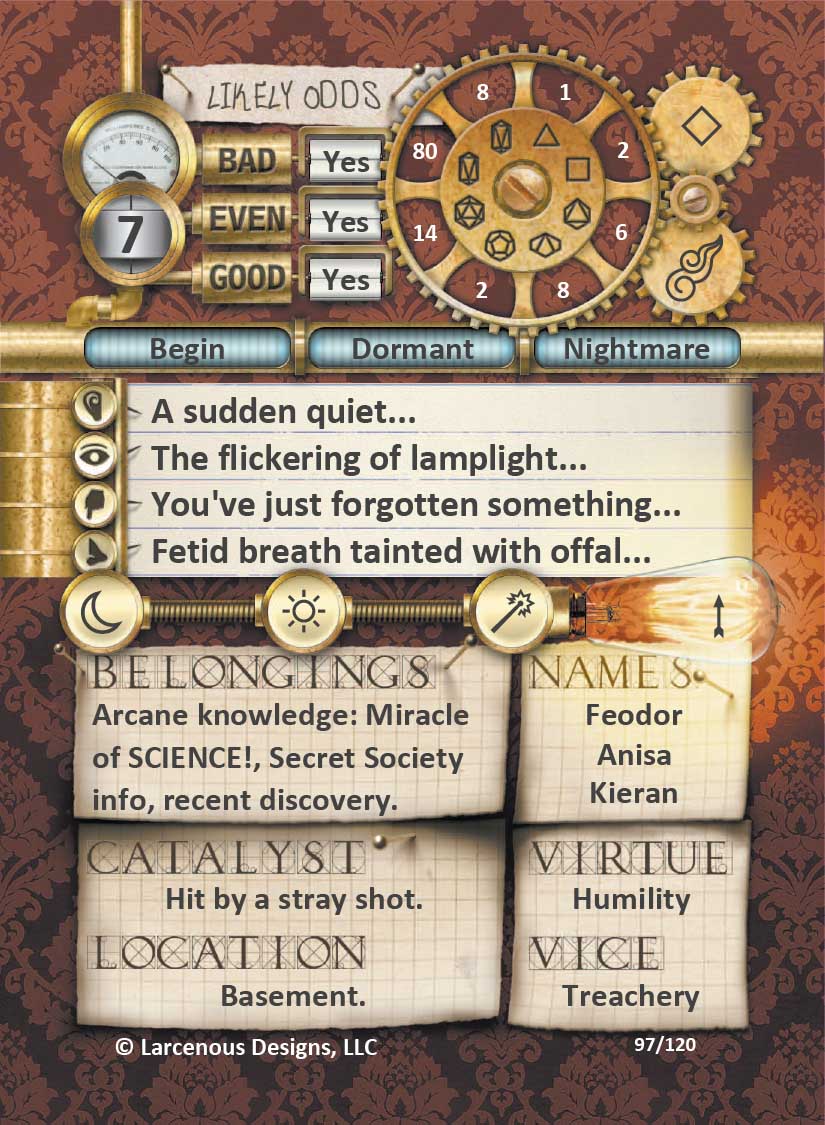 LIKELY ODDS
BAD Yes
7
EVEN Yes
GOOD Yes
8 1
80 2
14 6
2 8
Begin Dormant Nightmare
A sudden quiet...
The flickering of lamplight...
You've just forgotten something...
Fetid breath tainted with offal...
BELONGINGS
Arcane knowledge: Miracle
of SCIENCE!, Secret Society
info, recent discovery.
NAMES
Feodor
Anisa
Kieran
CATALYST
Hit by a stray shot.
LOCATION
Basement.
VIRTUE
Humility
VICE
Treachery
© Larcenous Designs, LLC
97/120